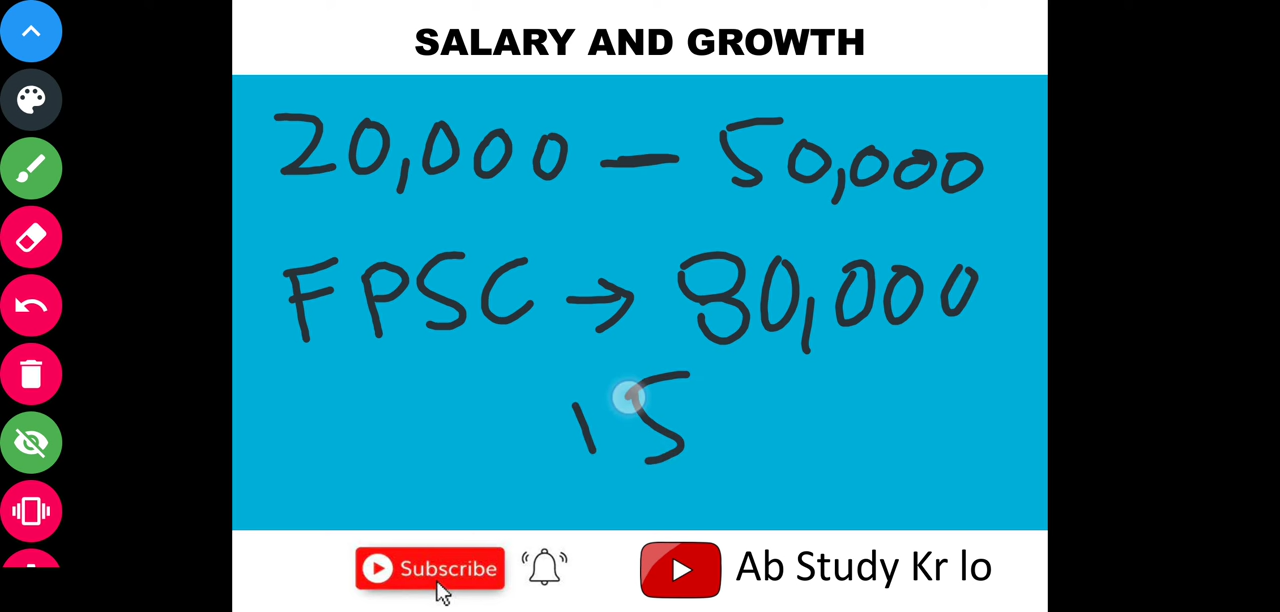 SALARY AND GROWTH
20,000 – 50,000
FPSC → 80,000
15
Subscribe
Ab Study Kr lo